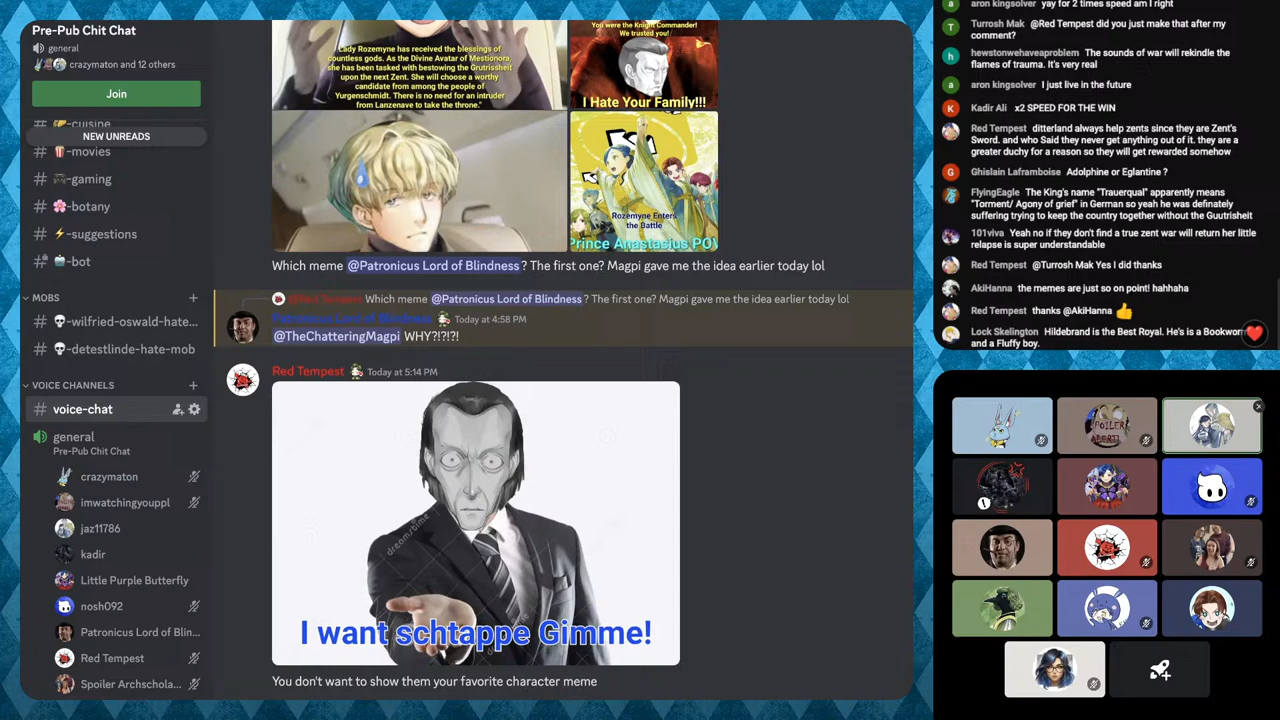 Pre-Pub Chit Chat
general
crazymaton and 12 others
Join
-cuisine
NEW UNREADS
# -movies
# -gaming
# -botany
# -suggestions
# -bot
MOBS
# -wilfried-oswald-hate...
# -detestlinde-hate-mob
VOICE CHANNELS
# voice-chat
general
Pre-Pub Chit Chat
crazymaton
imwatchingyouppl
jaz11786
kadir
Little Purple Butterfly
nosh092
Patronicus Lord of Blin...
Red Tempest
Spoiler Archschola...
Lady Rozemyne has received the blessings of
countless gods. As the Divine Avatar of Mestionora,
she has been tasked with bestowing the Grutrissheit
upon the next Zent. She will choose a worthy
candidate from among the people of
Yurgenschmidt. There is no need for an intruder
from Lanzenave to take the throne."
You were the Knight Commander!
We trusted you!
I Hate Your Family!!!
Rozemyne Enters
the Battle
Prince Anastasius POV
Which meme @Patronicus Lord of Blindness? The first one? Magpi gave me the idea earlier today lol
@Red Tempest Which meme @Patronicus Lord of Blindness? The first one? Magpi gave me the idea earlier today lol
Patronicus Lord of Blindness Today at 4:58 PM
@TheChatteringMagpi WHY?!?!?!
Red Tempest Today at 5:14 PM
dreamstime
I want schtappe Gimme!
You don't want to show them your favorite character meme
aron kingsolver yay for 2 times speed am I right
Turrosh Mak @Red Tempest did you just make that after my
comment?
hewstonwehaveaproblem The sounds of war will rekindle the
flames of trauma. It's very real
aron kingsolver I just live in the future
Kadir Ali x2 SPEED FOR THE WIN
Red Tempest ditterland always help zents since they are Zent's
Sword. and who Said they never get anything out of it. they are a
greater duchy for a reason so they will get rewarded somehow
Ghislain Laframboise Adolphine or Eglantine ?
FlyingEagle The King's name "Trauerqual" apparently means
"Torment/ Agony of grief" in German so yeah he was definately
suffering trying to keep the country together without the Guutrisheit
101viva Yeah no if they don't find a true zent war will return her little
relapse is super understandable
Red Tempest @Turrosh Mak Yes I did thanks
AkiHanna the memes are just so on point! hahhaha
Red Tempest thanks @AkiHanna
Lock Skelington Hildebrand is the Best Royal. He's is a Bookworm
and a Fluffy boy.
SPOILER
ALERT!